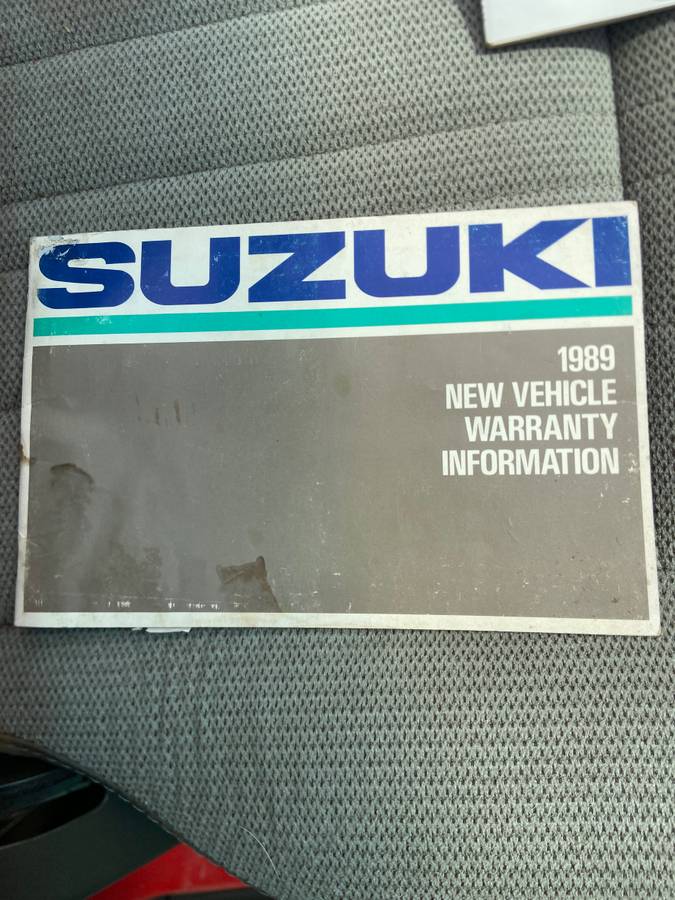 SUZUKI
1989
NEW VEHICLE
WARRANTY
INFORMATION